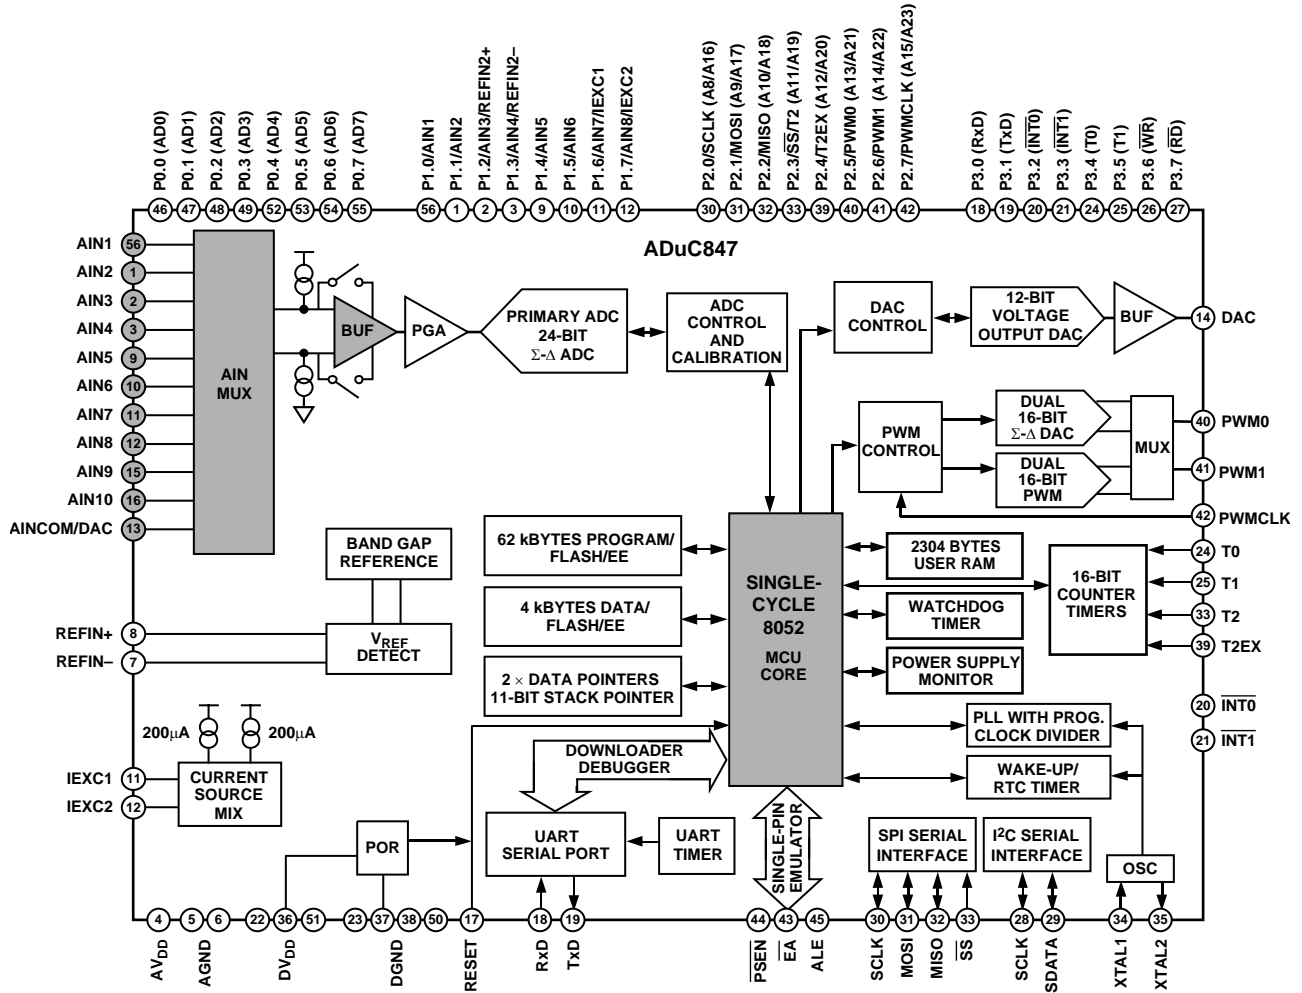 P0.0 (AD0)
P0.1 (AD1)
P0.2 (AD2)
P0.3 (AD3)
P0.4 (AD4)
P0.5 (AD5)
P0.6 (AD6)
P0.7 (AD7)
P1.0/AIN1
P1.1/AIN2
P1.2/AIN3/REFIN2+
P1.3/AIN4/REFIN2–
P1.4/AIN5
P1.5/AIN6
P1.6/AIN7/IEXC1
P1.7/AIN8/IEXC2
P2.0/SCLK (A8/A16)
P2.1/MOSI (A9/A17)
P2.2/MISO (A10/A18)
P2.3/SS/T2 (A11/A19)
P2.4/T2EX (A12/A20)
P2.5/PWM0 (A13/A21)
P2.6/PWM1 (A14/A22)
P2.7/PWMCLK (A15/A23)
P3.0 (RxD)
P3.1 (TxD)
P3.2 (INT0)
P3.3 (INT1)
P3.4 (T0)
P3.5 (T1)
P3.6 (WR)
P3.7 (RD)
46 47 48 49 52 53 54 55
56 1 2 3 9 10 11 12
30 31 32 33 39 40 41 42
18 19 20 21 24 25 26 27
ADuC847
AIN1 56
AIN2 1
AIN3 2
AIN4 3
AIN5 9
AIN6 10
AIN7 11
AIN8 12
AIN9 15
AIN10 16
AINCOM/DAC 13
AIN
MUX
BUF
PGA
PRIMARY ADC
24-BIT
Σ-Δ ADC
ADC
CONTROL
AND
CALIBRATION
DAC
CONTROL
12-BIT
VOLTAGE
OUTPUT DAC
BUF
14 DAC
PWM
CONTROL
DUAL
16-BIT
Σ-Δ DAC
DUAL
16-BIT
PWM
MUX
40 PWM0
41 PWM1
42 PWMCLK
BAND GAP
REFERENCE
VREF
DETECT
REFIN+ 8
REFIN– 7
62 kBYTES PROGRAM/
FLASH/EE
4 kBYTES DATA/
FLASH/EE
2 × DATA POINTERS
11-BIT STACK POINTER
SINGLE-
CYCLE
8052
MCU
CORE
2304 BYTES
USER RAM
WATCHDOG
TIMER
POWER SUPPLY
MONITOR
16-BIT
COUNTER
TIMERS
24 T0
25 T1
33 T2
39 T2EX
20 INT0
21 INT1
PLL WITH PROG.
CLOCK DIVIDER
WAKE-UP/
RTC TIMER
200μA
200μA
IEXC1 11
IEXC2 12
CURRENT
SOURCE
MIX
DOWNLOADER
DEBUGGER
POR
UART
SERIAL PORT
UART
TIMER
SINGLE-PIN
EMULATOR
SPI SERIAL
INTERFACE
I2C SERIAL
INTERFACE
OSC
4 5 6 22 36 51 23 37 38 50 17 18 19 44 43 45 30 31 32 33 28 29 34 35
AVDD
AGND
DVDD
DGND
RESET
RxD
TxD
PSEN
EA
ALE
SCLK
MOSI
MISO
SS
SCLK
SDATA
XTAL1
XTAL2